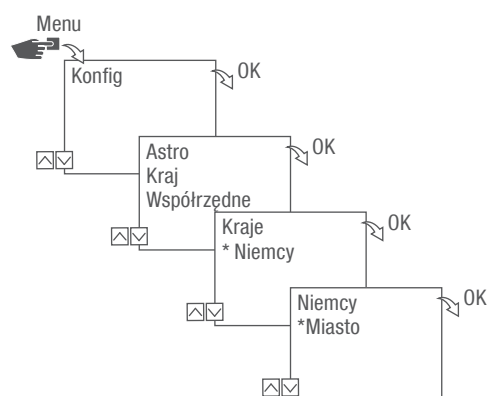 Menu
Konfig
OK
Astro
Kraj
Współrzędne
OK
Kraje
* Niemcy
OK
Niemcy
*Miasto
OK